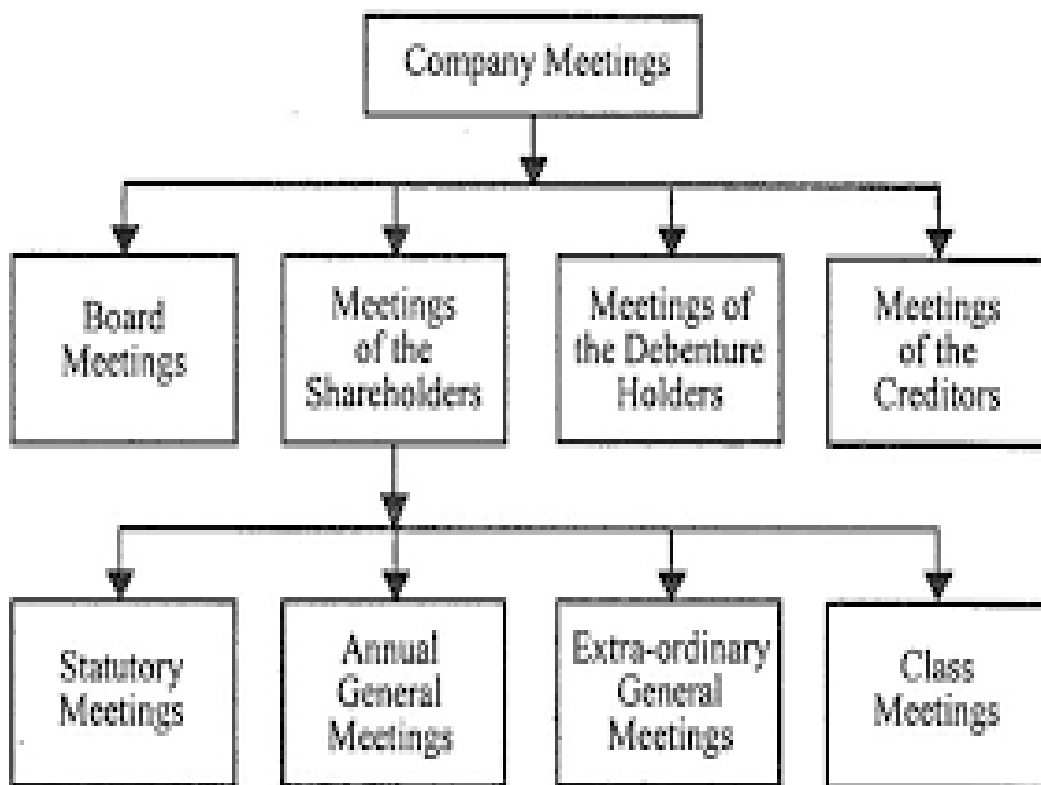 Company Meetings
Board
Meetings
Meetings
of the
Shareholders
Meetings of
the Debenture
Holders
Meetings
of the
Creditors
Statutory
Meetings
Annual
General
Meetings
Extra-ordinary
General
Meetings
Class
Meetings